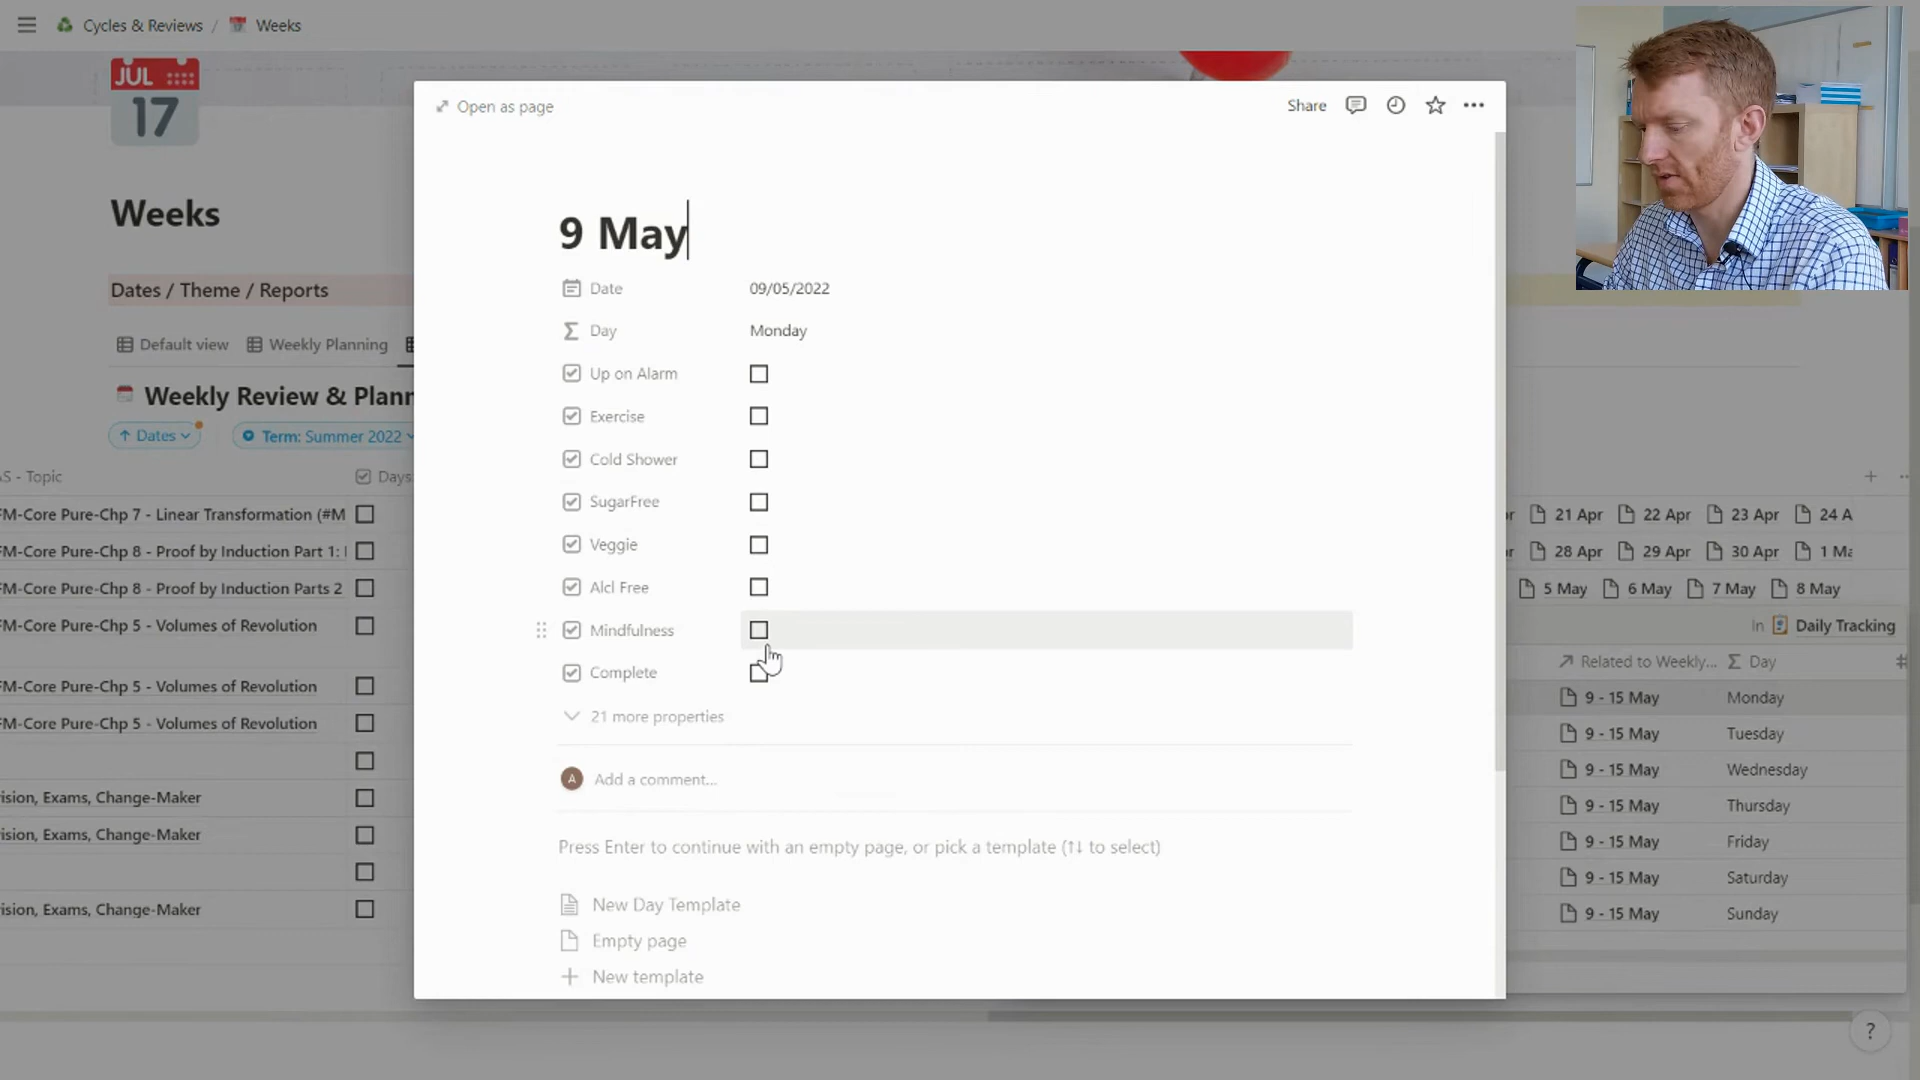 Cycles & Reviews / Weeks
JUL
17
Weeks
Dates / Theme / Reports
Default view Weekly Planning
Weekly Review & Plann
Dates Term: Summer 2022
AS - Topic Days
FM-Core Pure-Chp 7 - Linear Transformation (#M
FM-Core Pure-Chp 8 - Proof by Induction Part 1:
FM-Core Pure-Chp 8 - Proof by Induction Parts 2
FM-Core Pure-Chp 5 - Volumes of Revolution
FM-Core Pure-Chp 5 - Volumes of Revolution
FM-Core Pure-Chp 5 - Volumes of Revolution
ision, Exams, Change-Maker
ision, Exams, Change-Maker
ision, Exams, Change-Maker
Open as page Share
9 May
Date 09/05/2022
Day Monday
Up on Alarm
Exercise
Cold Shower
SugarFree
Veggie
Alcl Free
Mindfulness
Complete
21 more properties
A Add a comment...
Press Enter to continue with an empty page, or pick a template (↑↓ to select)
New Day Template
Empty page
New template
21 Apr 22 Apr 23 Apr 24 A
28 Apr 29 Apr 30 Apr 1 Ma
5 May 6 May 7 May 8 May
In Daily Tracking
Related to Weekly... Day
9 - 15 May Monday
9 - 15 May Tuesday
9 - 15 May Wednesday
9 - 15 May Thursday
9 - 15 May Friday
9 - 15 May Saturday
9 - 15 May Sunday
?